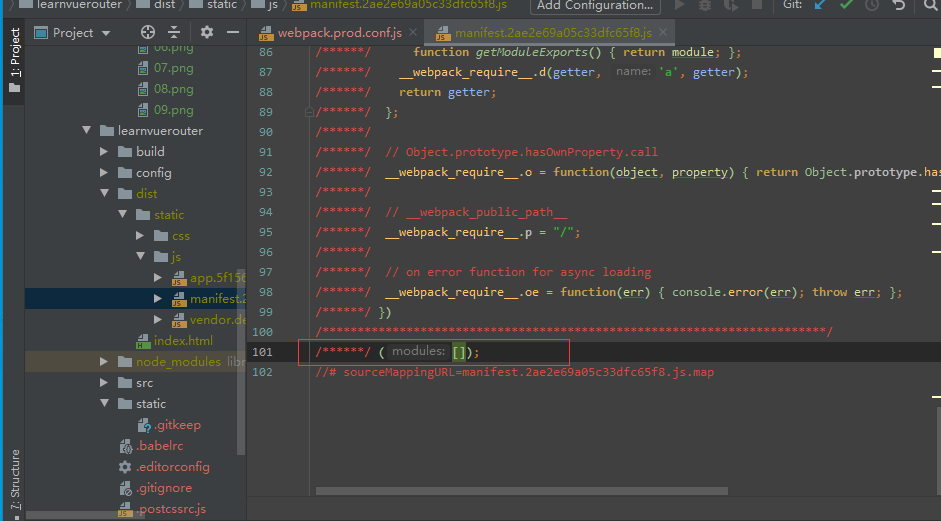 learnvuerouter dist static js manifest.2ae2e69a05c33dfc65f8.js Add Configuration... Git:
Project
webpack.prod.conf.js
manifest.2ae2e69a05c33dfc65f8.js
1: Project
7: Structure
06.png
07.png
08.png
09.png
learnvuerouter
build
config
dist
static
css
js
app.5f156
manifest.2
vendor.de
index.html
node_modules libr
src
static
.gitkeep
.babelrc
.editorconfig
.gitignore
.postcssrc.js
86 /******/ function getModuleExports() { return module; };
87 /******/ __webpack_require__.d(getter, name: 'a', getter);
88 /******/ return getter;
89 /******/ };
90 /******/
91 /******/ // Object.prototype.hasOwnProperty.call
92 /******/ __webpack_require__.o = function(object, property) { return Object.prototype.has
93 /******/
94 /******/ // __webpack_public_path__
95 /******/ __webpack_require__.p = "/";
96 /******/
97 /******/ // on error function for async loading
98 /******/ __webpack_require__.oe = function(err) { console.error(err); throw err; };
99 /******/ })
100 /************************************************************************/
101 /******/ ( modules: []);
102 //# sourceMappingURL=manifest.2ae2e69a05c33dfc65f8.js.map